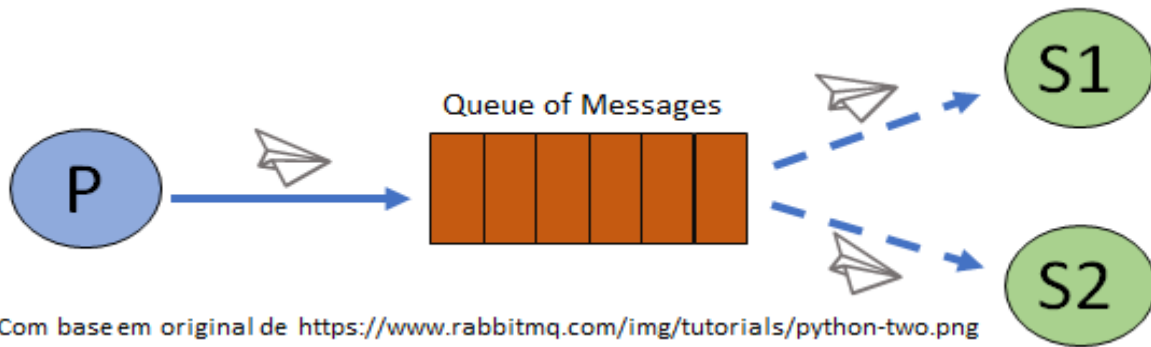 S1
Queue of Messages
P
S2
Com base em original de https://www.rabbitmq.com/img/tutorials/python-two.png